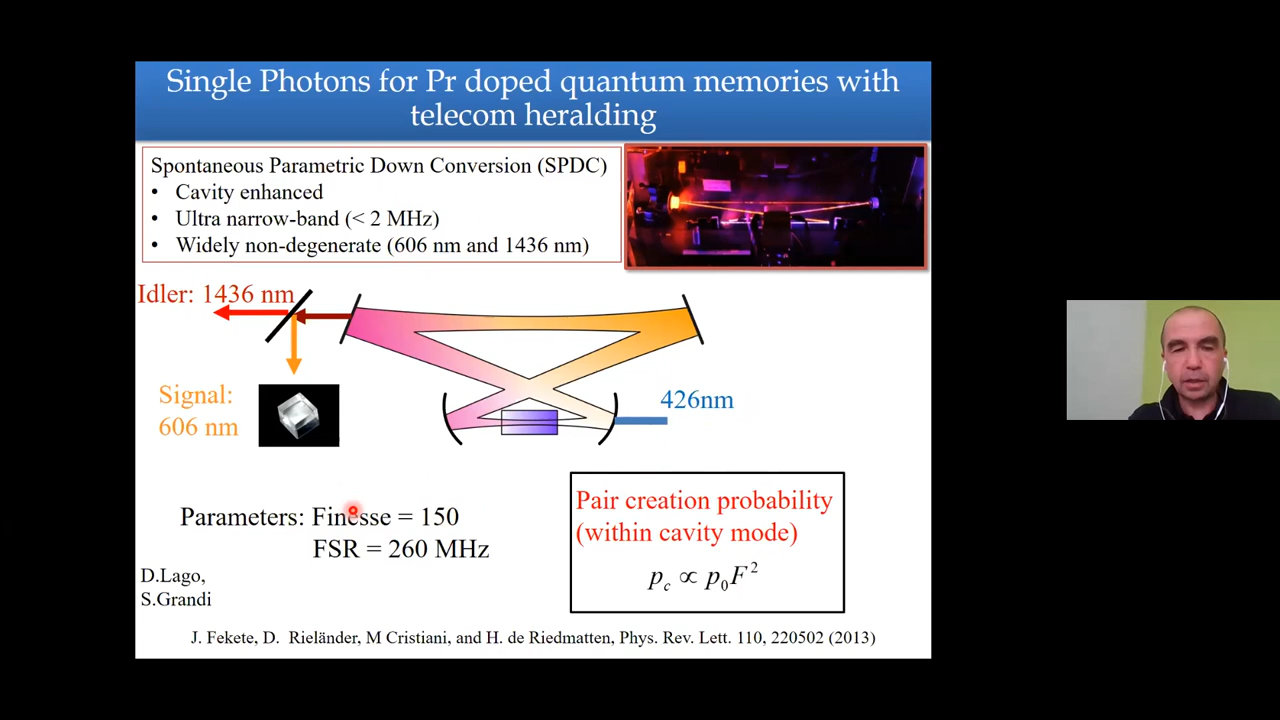 Single Photons for Pr doped quantum memories with
telecom heralding
Spontaneous Parametric Down Conversion (SPDC)
• Cavity enhanced
• Ultra narrow-band (< 2 MHz)
• Widely non-degenerate (606 nm and 1436 nm)
Idler: 1436 nm
Signal:
606 nm
426nm
Parameters: Finesse = 150
FSR = 260 MHz
Pair creation probability
(within cavity mode)
p_c ∝ p_0F^2
D.Lago,
S.Grandi
J. Fekete, D. Rieländer, M Cristiani, and H. de Riedmatten, Phys. Rev. Lett. 110, 220502 (2013)